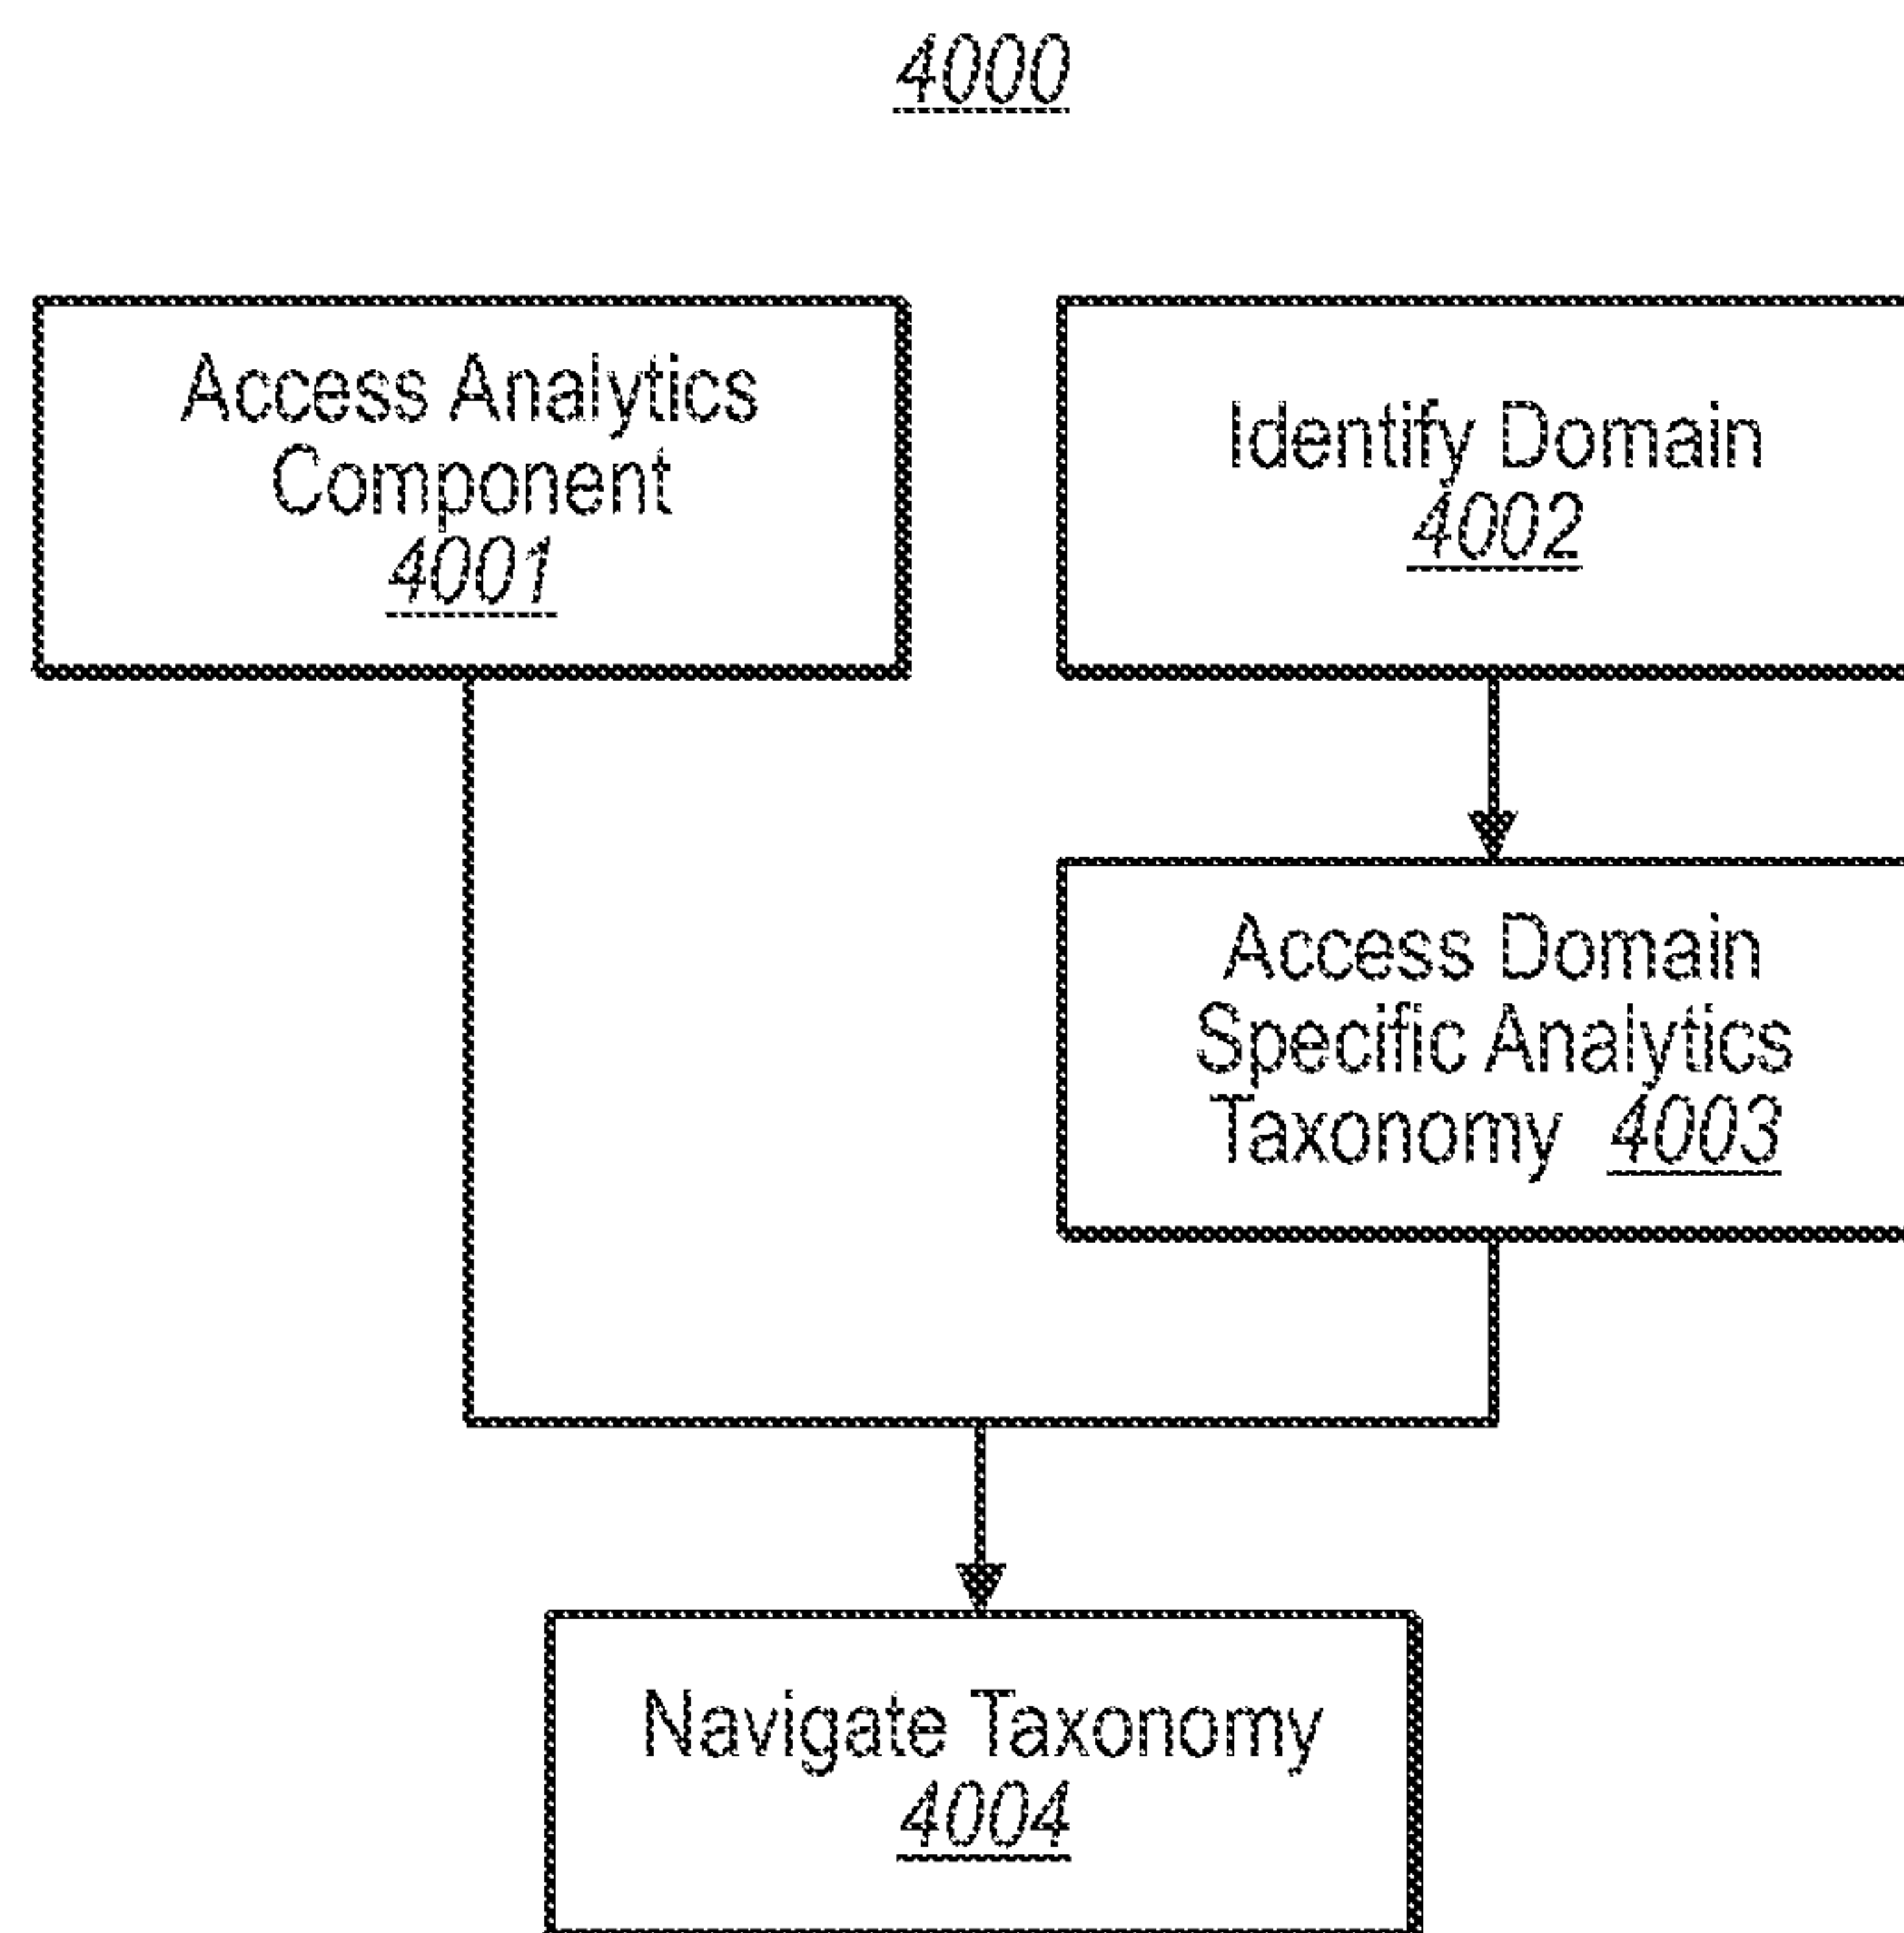 4000
Access Analytics
Component
4001
Identify Domain
4002
Access Domain
Specific Analytics
Taxonomy 4003
Navigate Taxonomy
4004